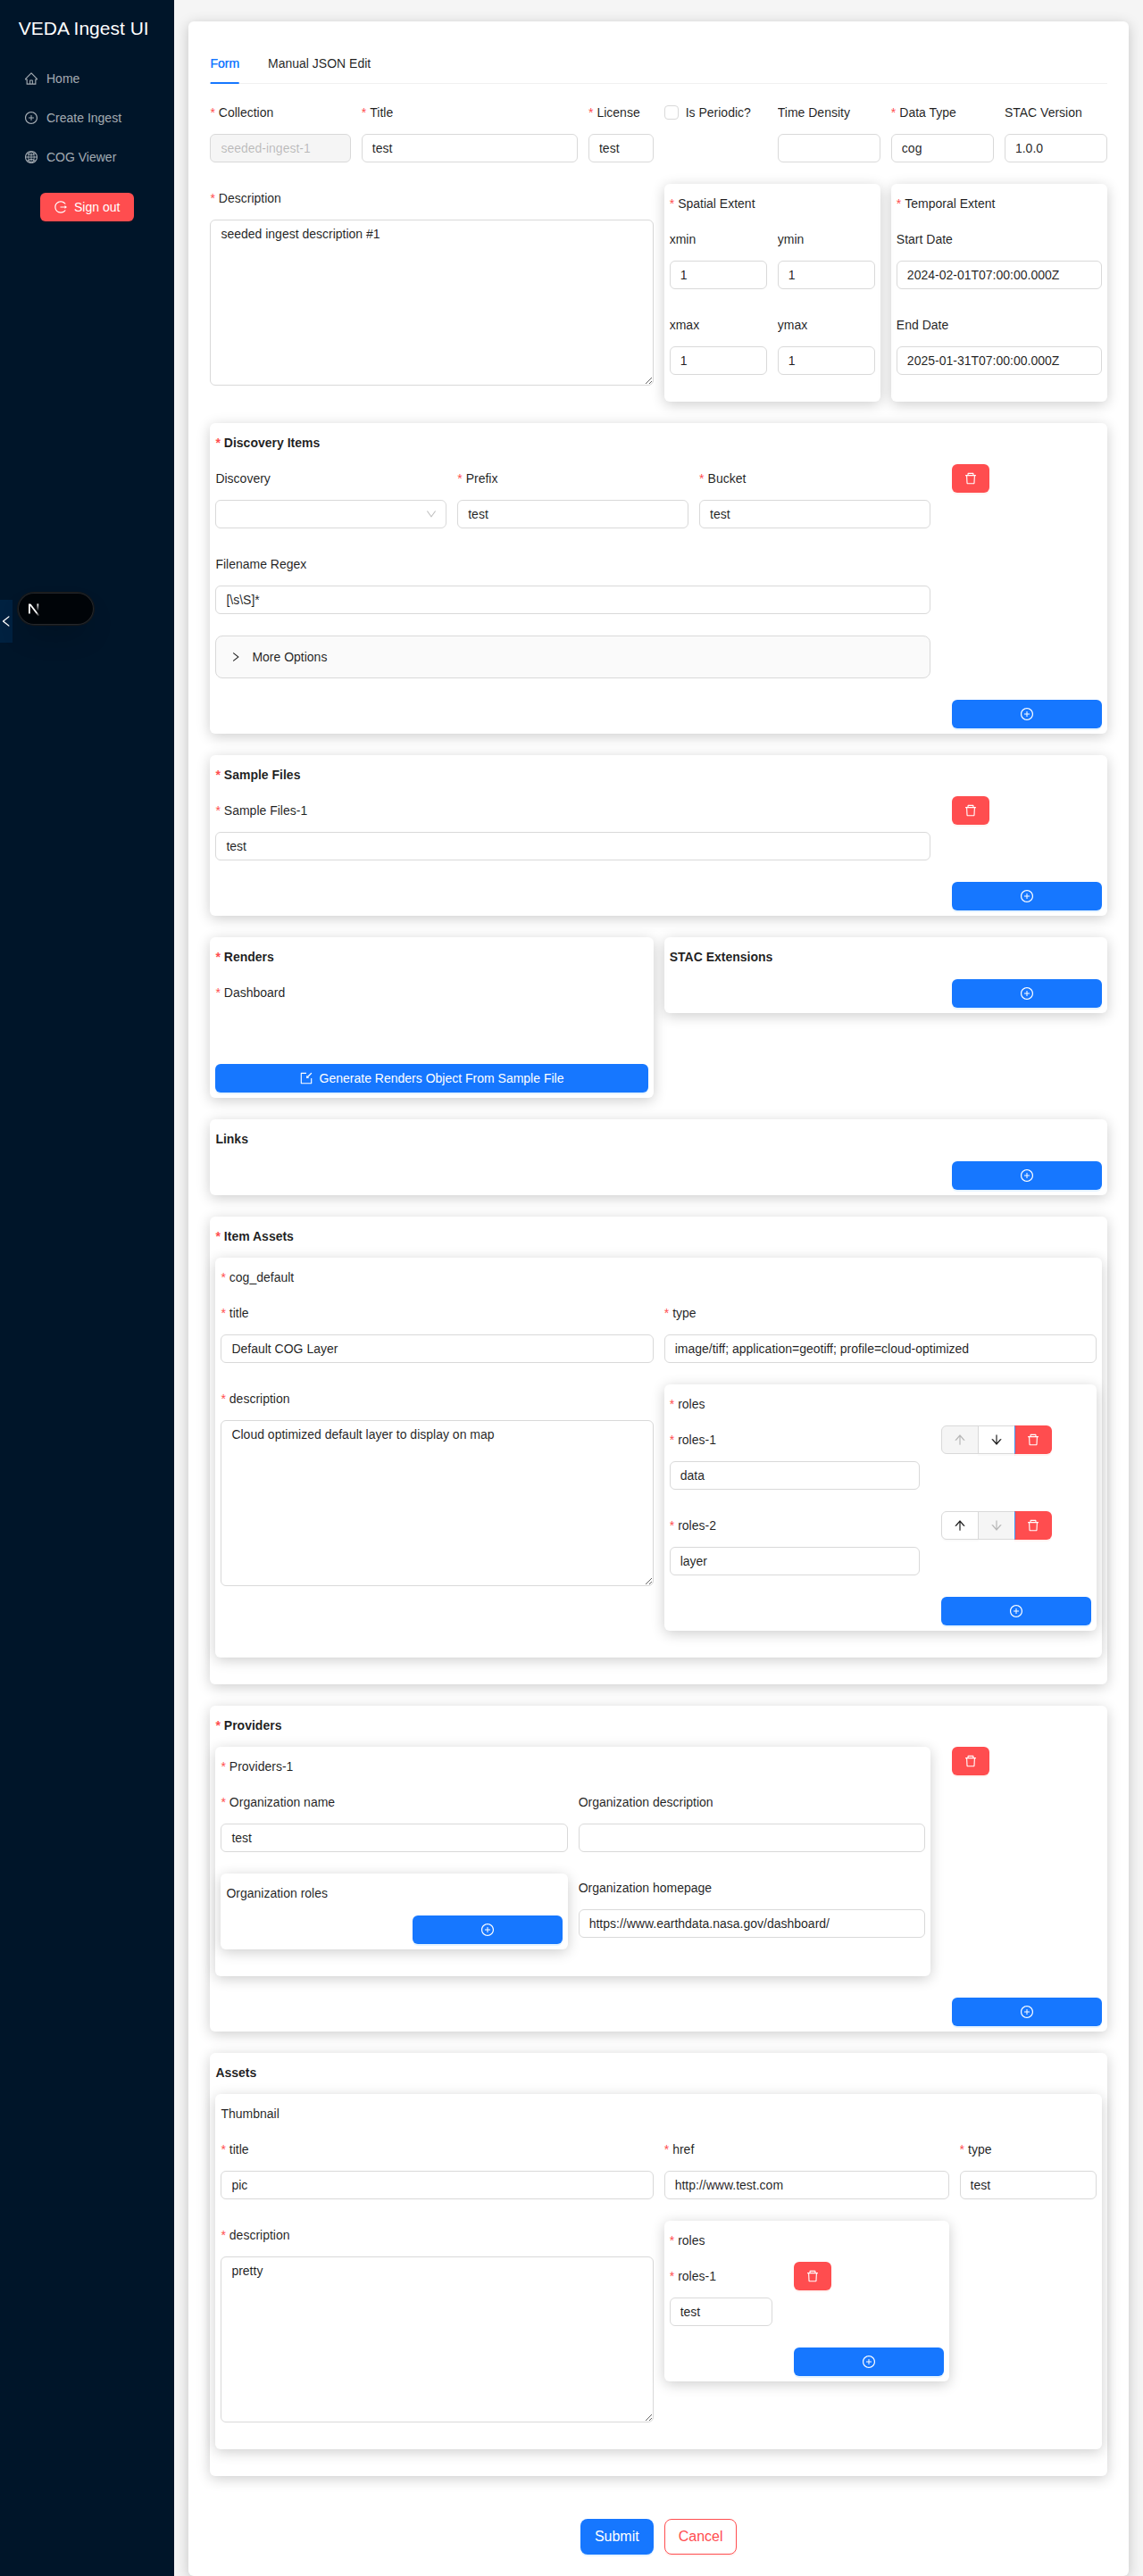 VEDA Ingest UI
Home
Create Ingest
COG Viewer
Sign out
Form Manual JSON Edit
* Collection * Title * License Is Periodic? Time Density * Data Type STAC Version
seeded-ingest-1 test test cog 1.0.0
* Description
seeded ingest description #1
* Spatial Extent
xmin ymin
1 1
xmax ymax
1 1
* Temporal Extent
Start Date
2024-02-01T07:00:00.000Z
End Date
2025-01-31T07:00:00.000Z
* Discovery Items
Discovery * Prefix * Bucket
test test
Filename Regex
[\s\S]*
More Options
* Sample Files
* Sample Files-1
test
* Renders
* Dashboard
Generate Renders Object From Sample File
STAC Extensions
Links
* Item Assets
* cog_default
* title * type
Default COG Layer image/tiff; application=geotiff; profile=cloud-optimized
* description
Cloud optimized default layer to display on map
* roles
* roles-1
data
* roles-2
layer
* Providers
* Providers-1
* Organization name Organization description
test
Organization roles
Organization homepage
https://www.earthdata.nasa.gov/dashboard/
Assets
Thumbnail
* title * href * type
pic http://www.test.com test
* description
pretty
* roles
* roles-1
test
Submit Cancel